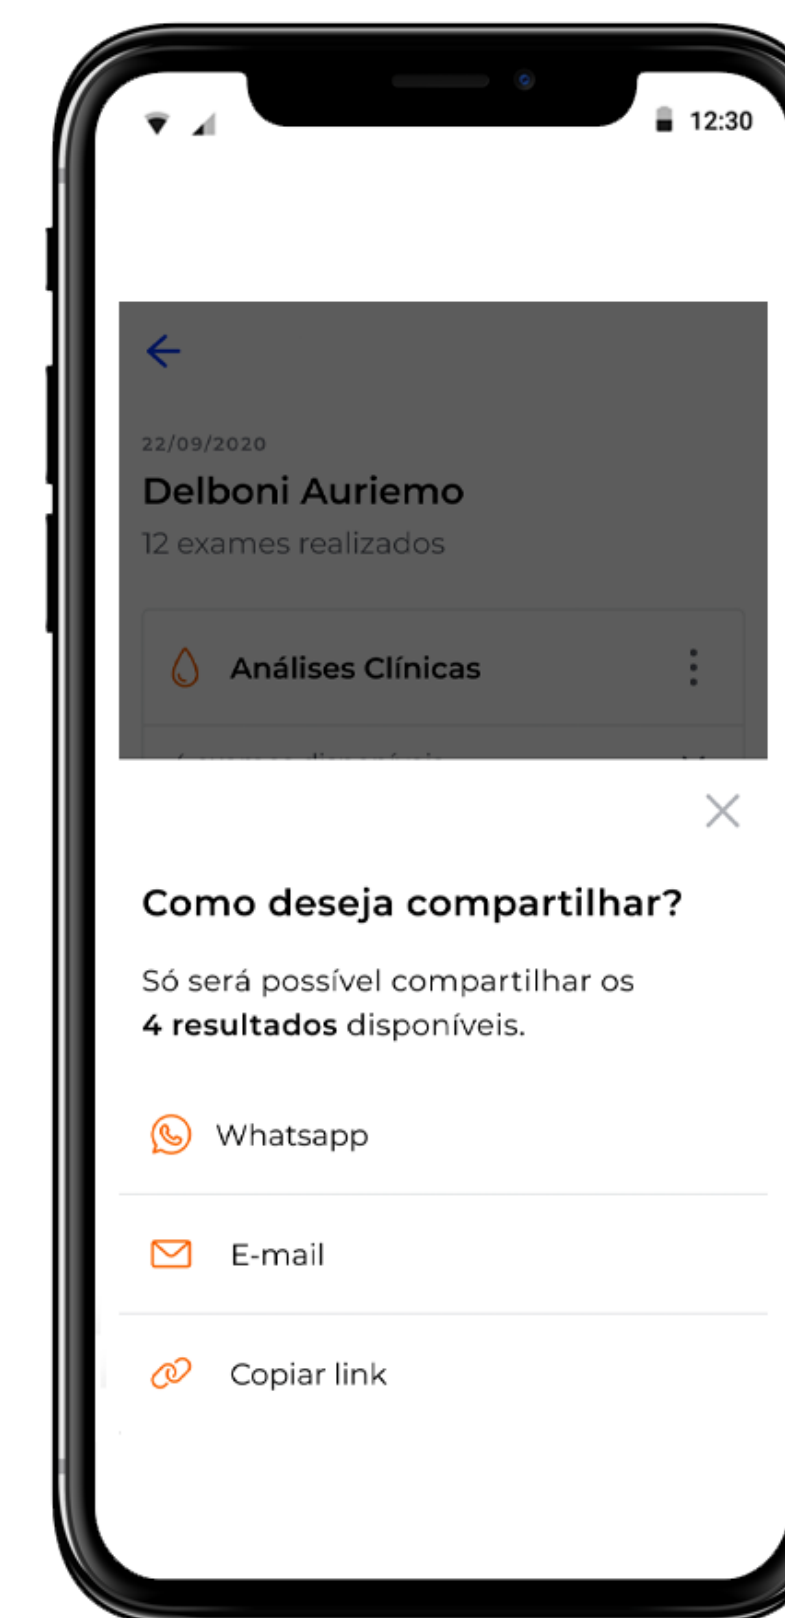 12:30
22/09/2020
Delboni Auriemo
12 exames realizados
Análises Clínicas
Como deseja compartilhar?
Só será possível compartilhar os
4 resultados disponíveis.
Whatsapp
E-mail
Copiar link